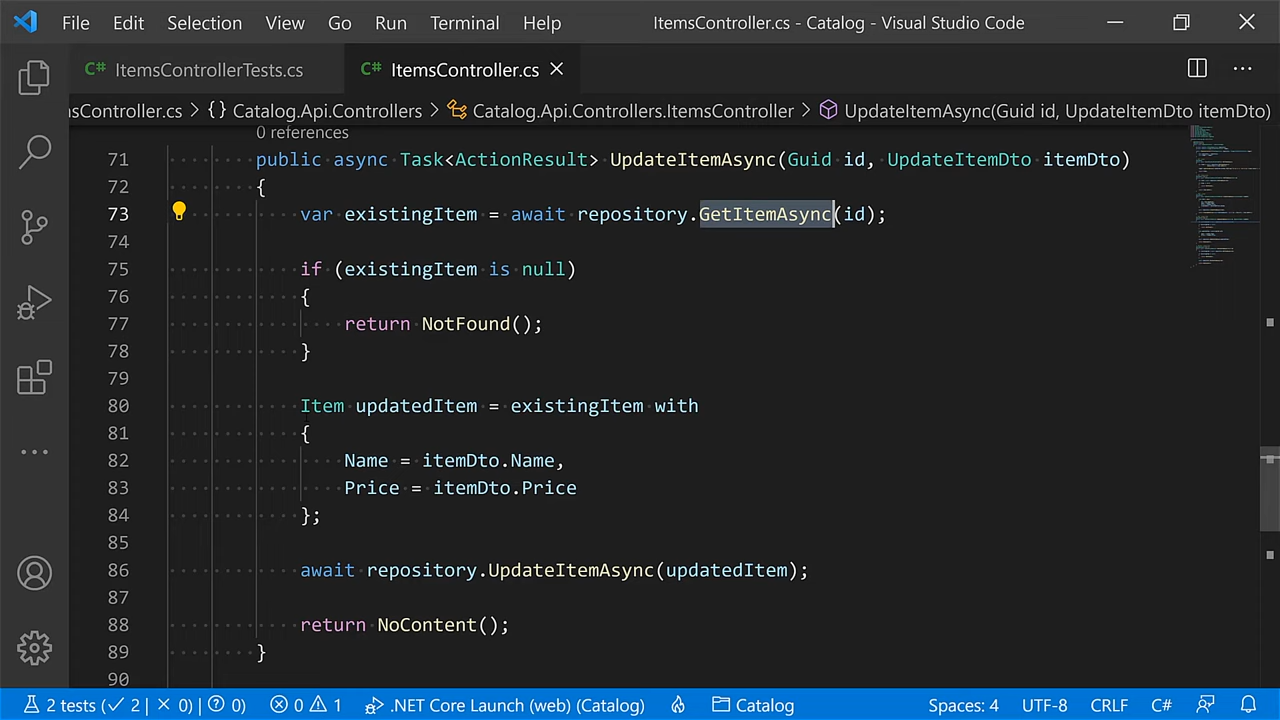 File Edit Selection View Go Run Terminal Help ItemsController.cs - Catalog - Visual Studio Code
C# ItemsControllerTests.cs C# ItemsController.cs
msController.cs > {} Catalog.Api.Controllers > Catalog.Api.Controllers.ItemsController > UpdateItemAsync(Guid id, UpdateItemDto itemDto)
0 references
71 public async Task<ActionResult> UpdateItemAsync(Guid id, UpdateItemDto itemDto)
72 {
73 var existingItem = await repository.GetItemAsync(id);
74
75 if (existingItem is null)
76 {
77 return NotFound();
78 }
79
80 Item updatedItem = existingItem with
81 {
82 Name = itemDto.Name,
83 Price = itemDto.Price
84 };
85
86 await repository.UpdateItemAsync(updatedItem);
87
88 return NoContent();
89 }
90
2 tests (✓ 2 | ✕ 0) | ? 0) 0 1 .NET Core Launch (web) (Catalog) Catalog Spaces: 4 UTF-8 CRLF C#